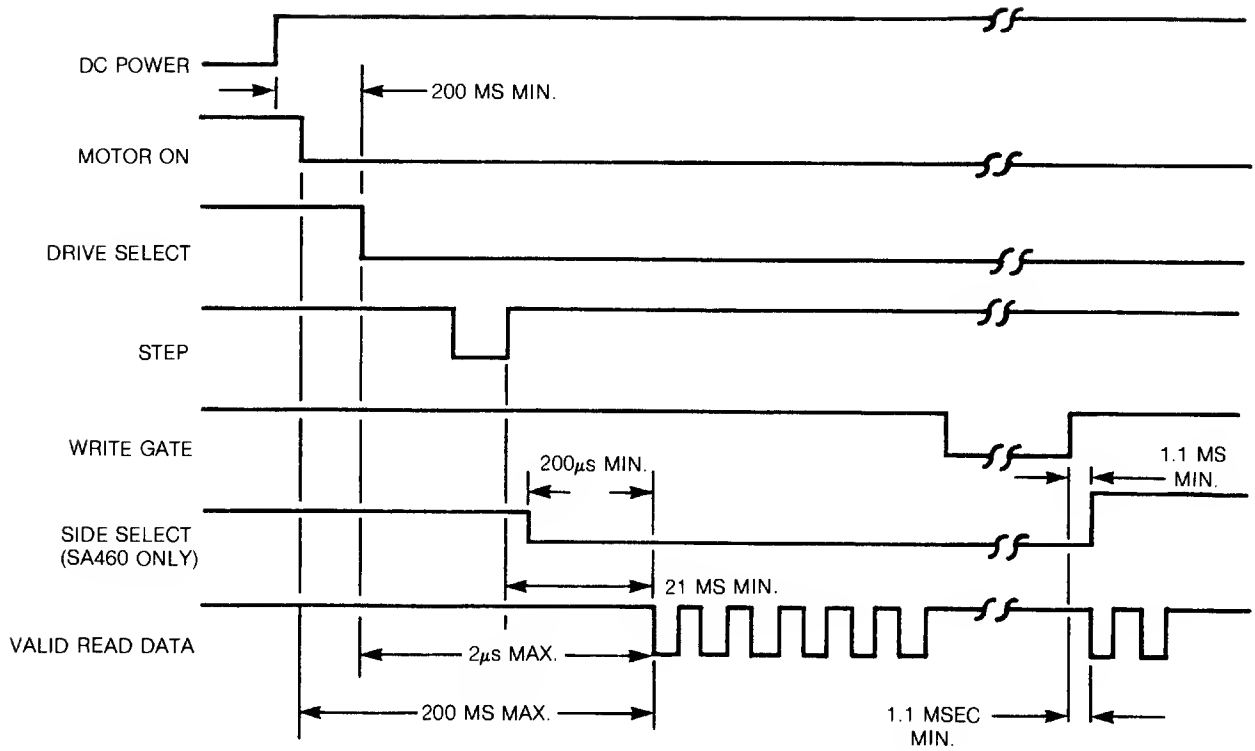 DC POWER
200 MS MIN.
MOTOR ON
DRIVE SELECT
STEP
WRITE GATE
200µs MIN.
1.1 MS
MIN.
SIDE SELECT
(SA460 ONLY)
21 MS MIN.
VALID READ DATA
2µs MAX.
200 MS MAX.
1.1 MSEC
MIN.